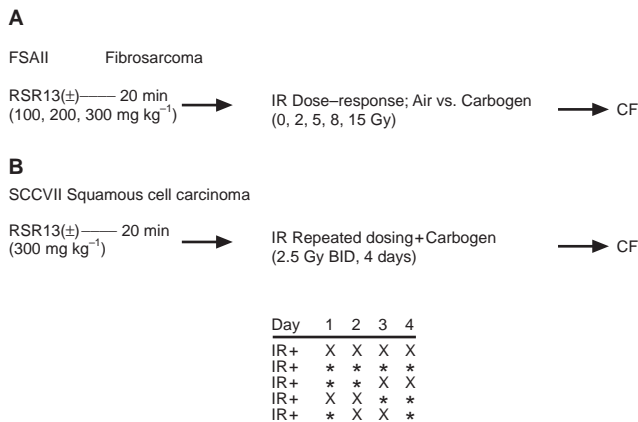 A
FSAII Fibrosarcoma
RSR13(±)—— 20 min
(100, 200, 300 mg kg⁻¹)
IR Dose–response; Air vs. Carbogen
(0, 2, 5, 8, 15 Gy)
CF
B
SCCVII Squamous cell carcinoma
RSR13(±)—— 20 min
(300 mg kg⁻¹)
IR Repeated dosing+Carbogen
(2.5 Gy BID, 4 days)
CF
Day 1 2 3 4
IR+ X X X X
IR+ * * * *
IR+ * * X X
IR+ X X * *
IR+ * X X *